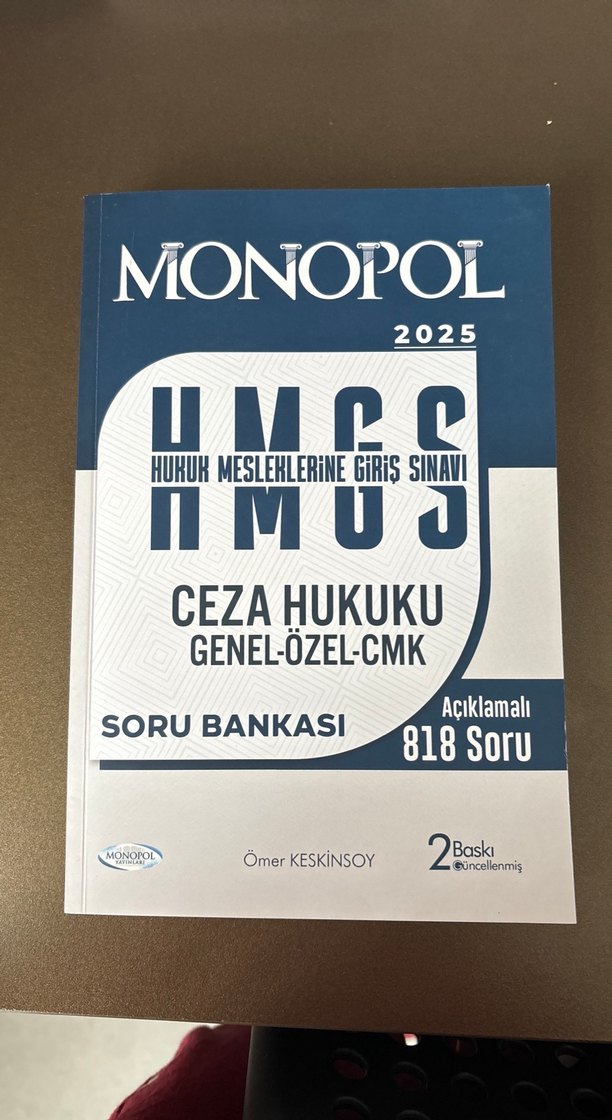 MONOPOL
2025
HMGS
HUKUK MESLEKLERİNE GİRİŞ SINAVI
CEZA HUKUKU
GENEL-ÖZEL-CMK
SORU BANKASI
Açıklamalı
818 Soru
MONOPOL
YAYINLARI
Ömer KESKİNSOY
2 Baskı
Güncellenmiş